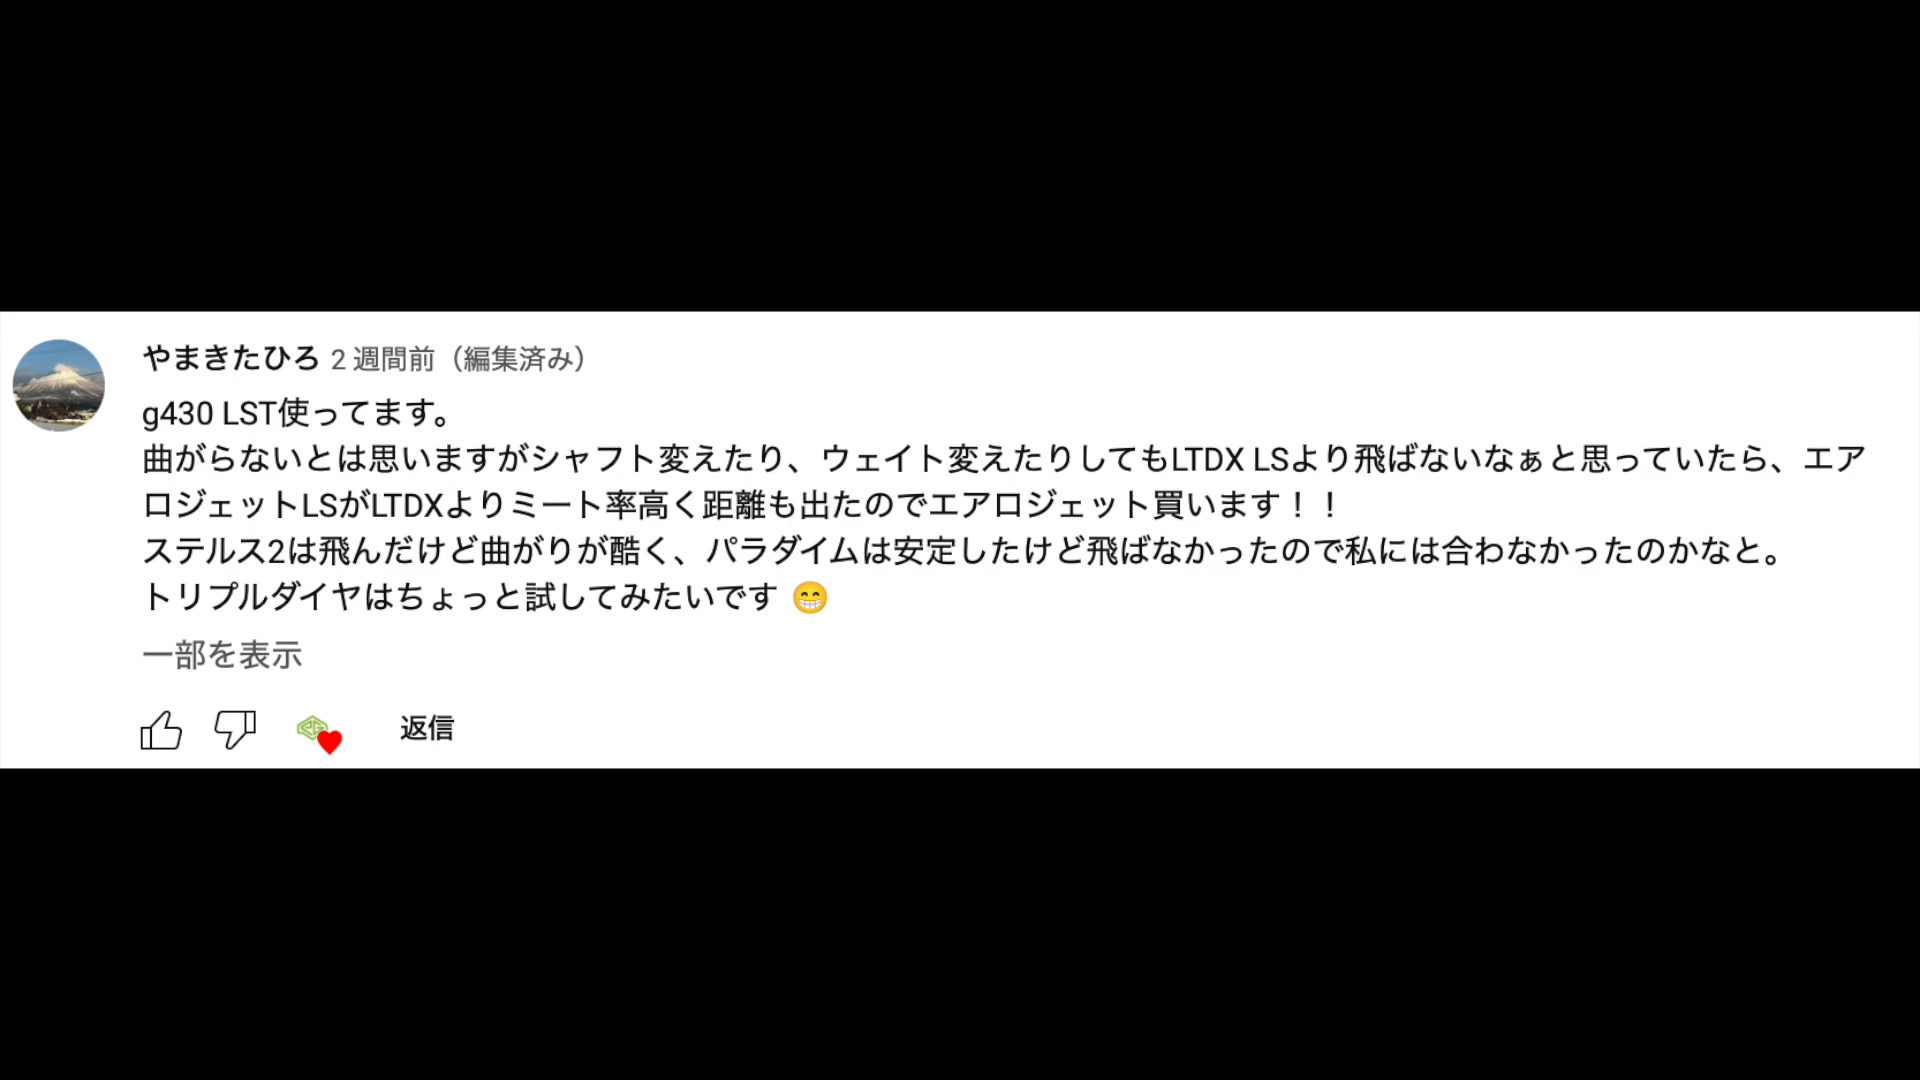 やまきたひろ 2 週間前（編集済み）
g430 LST使ってます。
曲がらないとは思いますがシャフト変えたり、ウェイト変えたりしてもLTDX LSより飛ばないなぁと思っていたら、エア
ロジェットLSがLTDXよりミート率高く距離も出たのでエアロジェット買います！！
ステルス2は飛んだけど曲がりが酷く、パラダイムは安定したけど飛ばなかったので私には合わなかったのかなと。
トリプルダイヤはちょっと試してみたいです 😁
一部を表示
返信